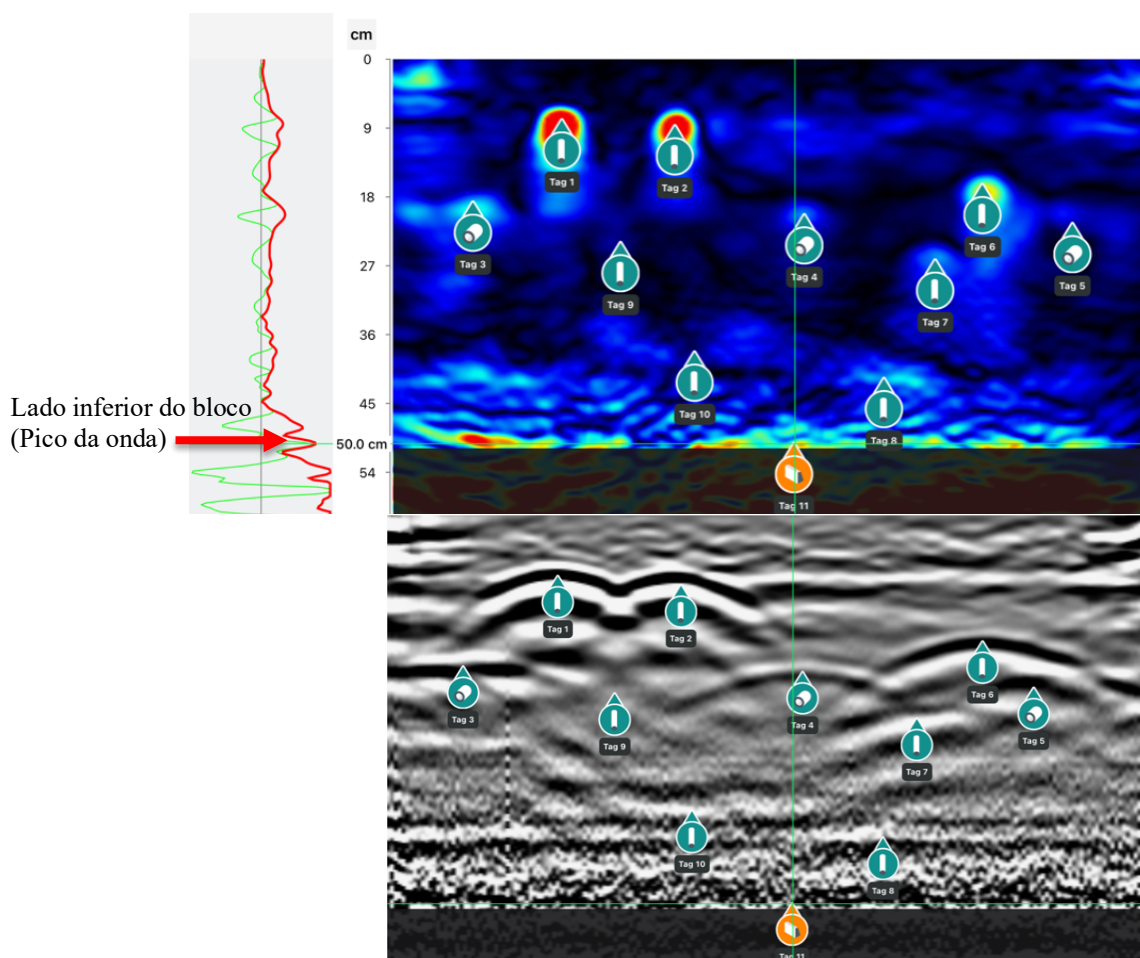 cm
0
9
18
27
36
45
50.0 cm
54
Tag 1
Tag 2
Tag 3
Tag 4
Tag 6
Tag 5
Tag 9
Tag 7
Tag 10
Tag 8
Tag 11
Lado inferior do bloco
(Pico da onda)
Tag 1
Tag 2
Tag 6
Tag 3
Tag 4
Tag 5
Tag 9
Tag 7
Tag 10
Tag 8
Tag 11